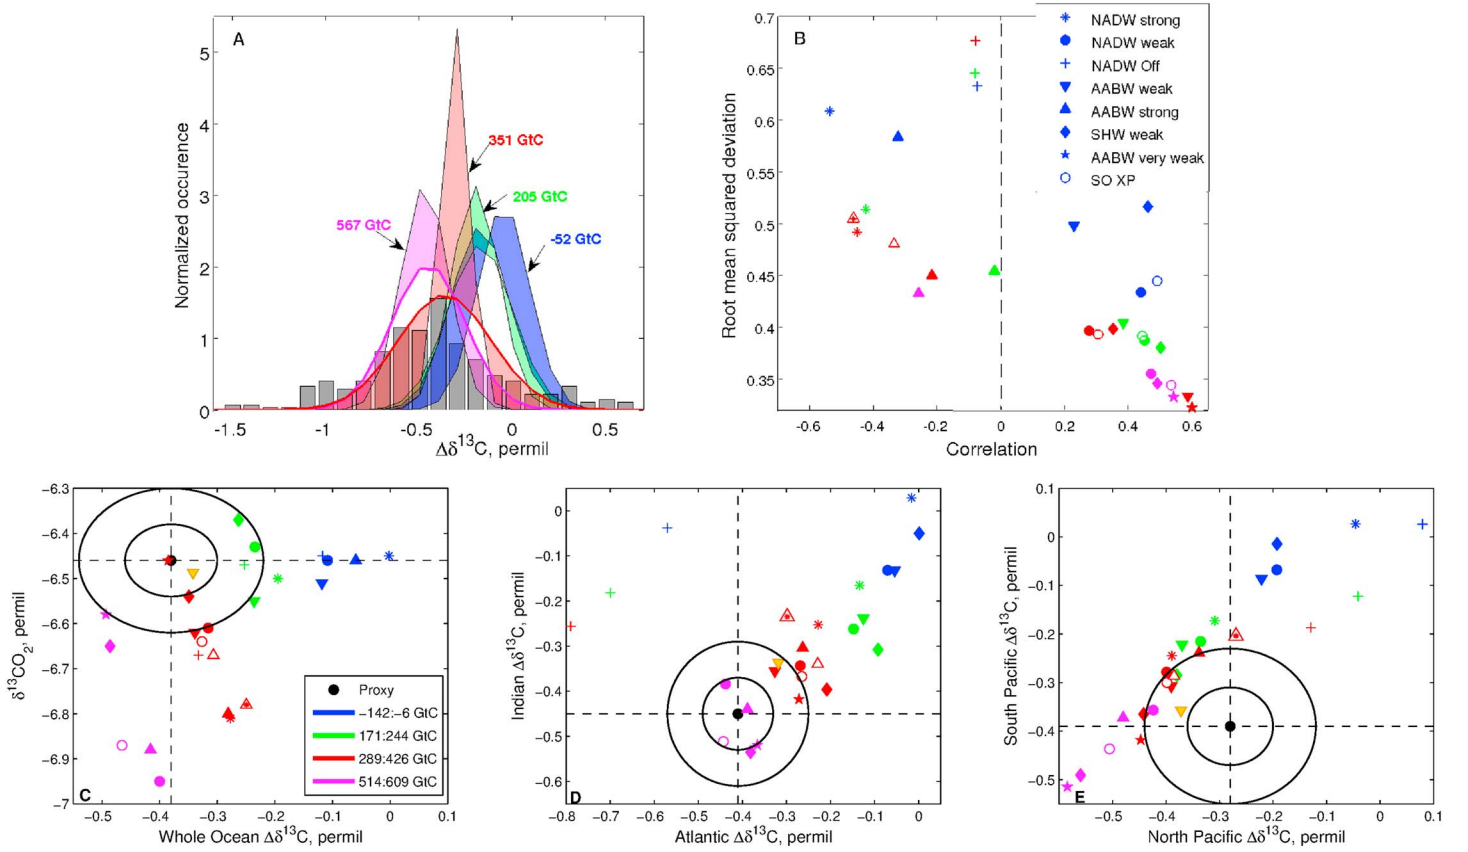 A
Normalized occurence
5
4
3
2
1
0
351 GtC
205 GtC
567 GtC
-52 GtC
-1.5
-1
-0.5
0
0.5
Δδ¹³C, permil
B
Root mean squared deviation
0.7
0.65
0.6
0.55
0.5
0.45
0.4
0.35
-0.6
-0.4
-0.2
0
0.2
0.4
0.6
Correlation
NADW strong
NADW weak
NADW Off
AABW weak
AABW strong
SHW weak
AABW very weak
SO XP
δ¹³CO₂, permil
−6.3
−6.4
−6.5
−6.6
−6.7
−6.8
−6.9
−7
C
Proxy
−142:−6 GtC
171:244 GtC
289:426 GtC
514:609 GtC
−0.5
−0.4
−0.3
−0.2
−0.1
0
0.1
Whole Ocean Δδ¹³C, permil
Indian Δδ¹³C, permil
0
−0.1
−0.2
−0.3
−0.4
−0.5
−0.6
D
−0.8
−0.7
−0.6
−0.5
−0.4
−0.3
−0.2
−0.1
0
Atlantic Δδ¹³C, permil
South Pacific Δδ¹³C, permil
0.1
0
−0.1
−0.2
−0.3
−0.4
−0.5
E
−0.5
−0.4
−0.3
−0.2
−0.1
0
0.1
North Pacific Δδ¹³C, permil